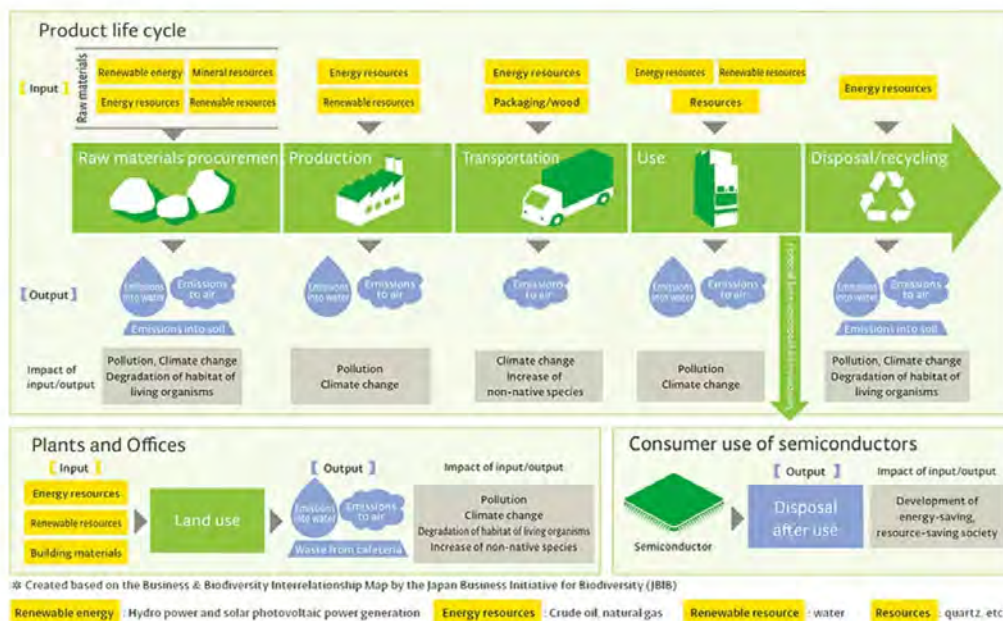 Product life cycle
[ Input ]
Raw materials
Renewable energy
Mineral resources
Energy resources
Renewable resources
Energy resources
Renewable resources
Energy resources
Packaging/wood
Energy resources
Renewable resources
Resources
Energy resources
Raw materials procuremen
Production
Transportation
Use
Disposal/recycling
[ Output ]
Emissions
into water
Emissions
to air
Emissions into soil
Emissions
into water
Emissions
to air
Emissions
to air
Emissions
into water
Emissions
to air
Emissions
into water
Emissions
to air
Emissions into soil
Impact of
input/output
Pollution, Climate change
Degradation of habitat of
living organisms
Pollution
Climate change
Climate change
Increase of
non-native species
Pollution
Climate change
Pollution, Climate change
Degradation of habitat of
living organisms
Plants and Offices
[ Input ]
Energy resources
Renewable resources
Building materials
Land use
[ Output ]
Emissions
into water
Emissions
to air
Waste from cafeteria
Impact of input/output
Pollution
Climate change
Degradation of habitat of living organisms
Increase of non-native species
Consumer use of semiconductors
Semiconductor
[ Output ]
Disposal
after use
Impact of input/output
Development of
energy-saving,
resource-saving society
※ Created based on the Business & Biodiversity Interrelationship Map by the Japan Business Initiative for Biodiversity (JBIB)
Renewable energy : Hydro power and solar photovoltaic power generation
Energy resources : Crude oil, natural gas
Renewable resource : water
Resources : quartz, etc